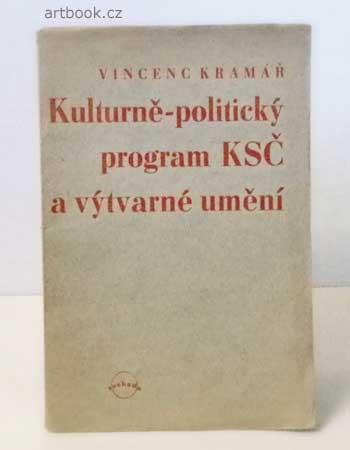 artbook.cz
VINCENC KRAMÁŘ
Kulturně-politický
program KSČ
a výtvarné umění
svoboda